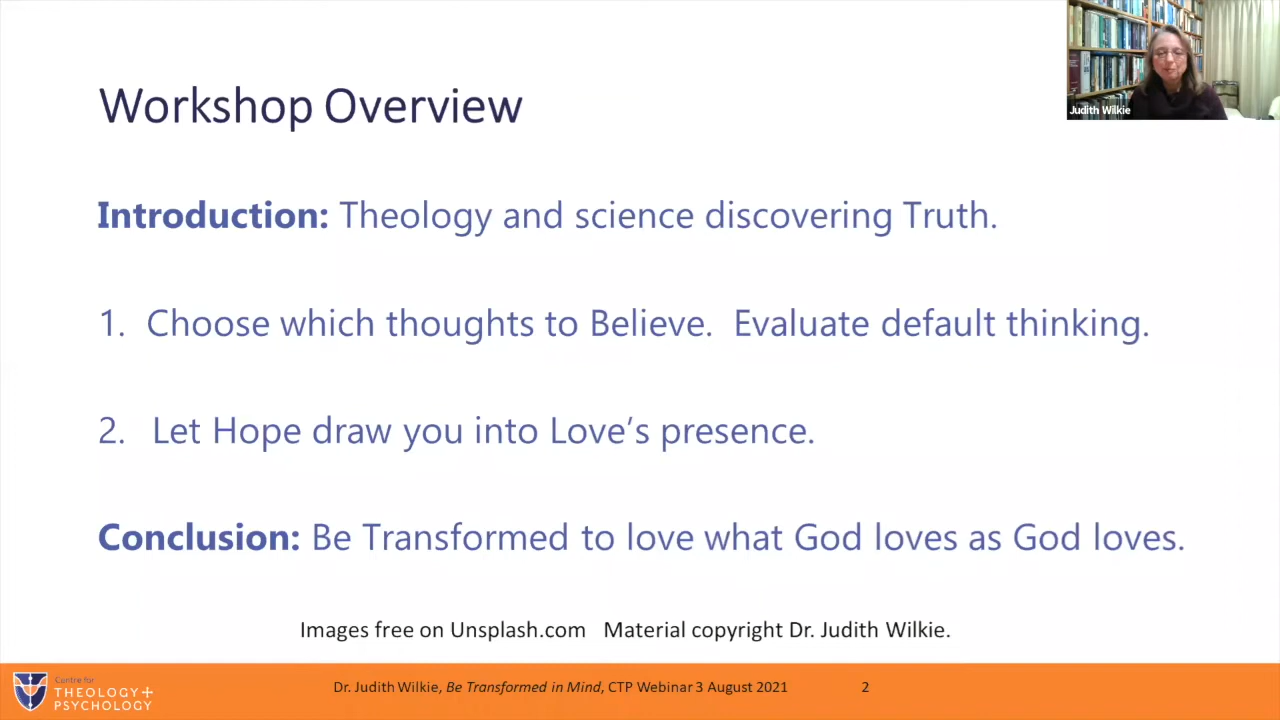 Workshop Overview
Judith Wilkie
Introduction: Theology and science discovering Truth.
1. Choose which thoughts to Believe. Evaluate default thinking.
2. Let Hope draw you into Love’s presence.
Conclusion: Be Transformed to love what God loves as God loves.
Images free on Unsplash.com Material copyright Dr. Judith Wilkie.
Centre for
THEOLOGY+
PSYCHOLOGY
Dr. Judith Wilkie, Be Transformed in Mind, CTP Webinar 3 August 2021 2